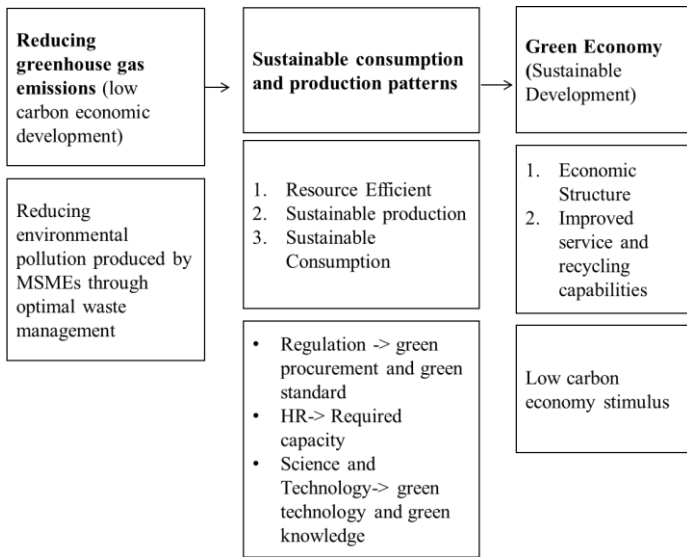 Reducing
greenhouse gas
emissions (low
carbon economic
development)
Sustainable consumption
and production patterns
Green Economy
(Sustainable
Development)
Reducing
environmental
pollution produced by
MSMEs through
optimal waste
management
1. Resource Efficient
2. Sustainable production
3. Sustainable
Consumption
1. Economic
Structure
2. Improved
service and
recycling
capabilities
• Regulation -> green
procurement and green
standard
• HR-> Required
capacity
• Science and
Technology-> green
technology and green
knowledge
Low carbon
economy stimulus